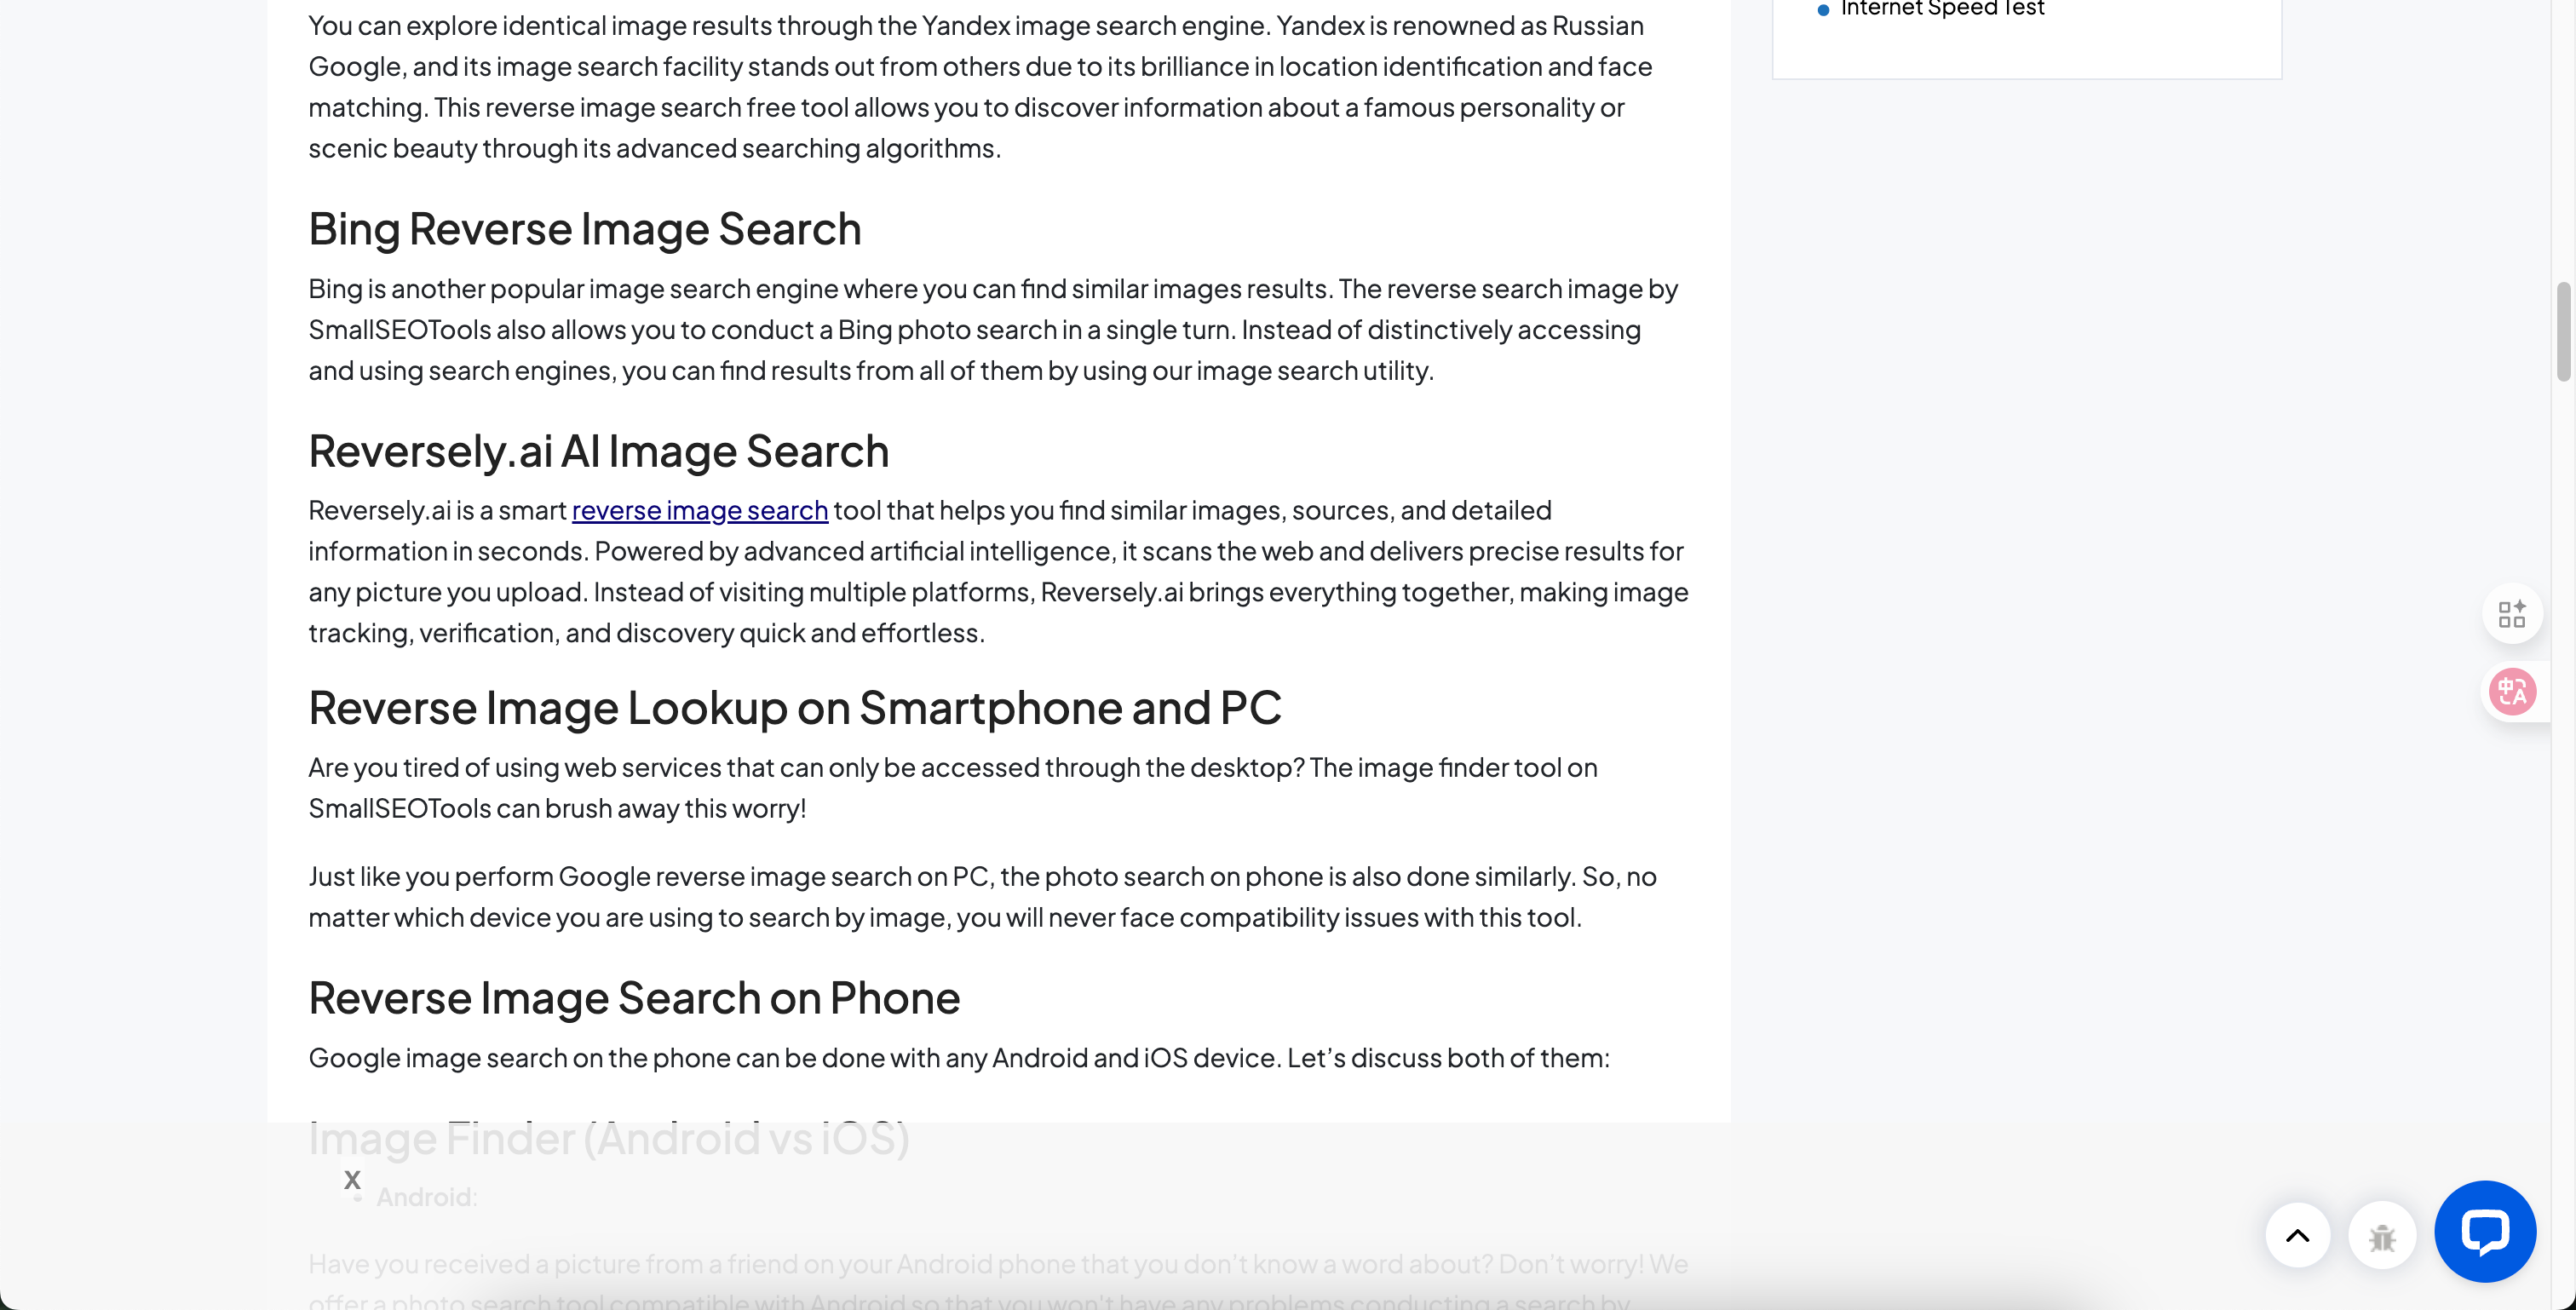 You can explore identical image results through the Yandex image search engine. Yandex is renowned as Russian
Google, and its image search facility stands out from others due to its brilliance in location identification and face
matching. This reverse image search free tool allows you to discover information about a famous personality or
scenic beauty through its advanced searching algorithms.
Bing Reverse Image Search
Bing is another popular image search engine where you can find similar images results. The reverse search image by
SmallSEOTools also allows you to conduct a Bing photo search in a single turn. Instead of distinctively accessing
and using search engines, you can find results from all of them by using our image search utility.
Reversely.ai AI Image Search
Reversely.ai is a smart reverse image search tool that helps you find similar images, sources, and detailed
information in seconds. Powered by advanced artificial intelligence, it scans the web and delivers precise results for
any picture you upload. Instead of visiting multiple platforms, Reversely.ai brings everything together, making image
tracking, verification, and discovery quick and effortless.
Reverse Image Lookup on Smartphone and PC
Are you tired of using web services that can only be accessed through the desktop? The image finder tool on
SmallSEOTools can brush away this worry!
Just like you perform Google reverse image search on PC, the photo search on phone is also done similarly. So, no
matter which device you are using to search by image, you will never face compatibility issues with this tool.
Reverse Image Search on Phone
Google image search on the phone can be done with any Android and iOS device. Let’s discuss both of them:
Image Finder (Android vs iOS)
X
Android:
Have you received a picture from a friend on your Android phone that you don’t know a word about? Don’t worry! We
offer a photo search tool compatible with Android so that you won't have any problems conducting a search by
Internet Speed Test
中A